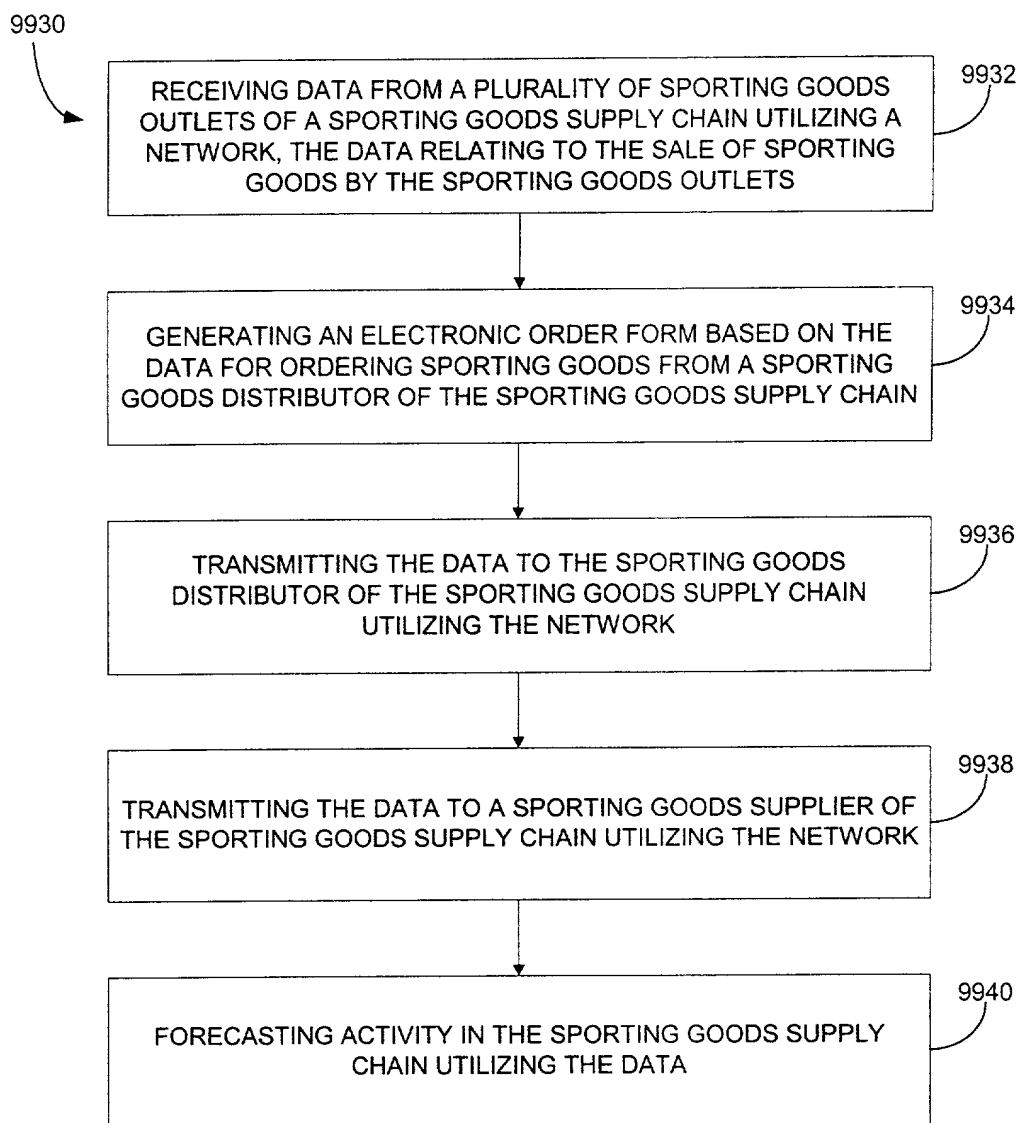 9930
RECEIVING DATA FROM A PLURALITY OF SPORTING GOODS
OUTLETS OF A SPORTING GOODS SUPPLY CHAIN UTILIZING A
NETWORK, THE DATA RELATING TO THE SALE OF SPORTING
GOODS BY THE SPORTING GOODS OUTLETS
9932
GENERATING AN ELECTRONIC ORDER FORM BASED ON THE
DATA FOR ORDERING SPORTING GOODS FROM A SPORTING
GOODS DISTRIBUTOR OF THE SPORTING GOODS SUPPLY CHAIN
9934
TRANSMITTING THE DATA TO THE SPORTING GOODS
DISTRIBUTOR OF THE SPORTING GOODS SUPPLY CHAIN
UTILIZING THE NETWORK
9936
TRANSMITTING THE DATA TO A SPORTING GOODS SUPPLIER OF
THE SPORTING GOODS SUPPLY CHAIN UTILIZING THE NETWORK
9938
FORECASTING ACTIVITY IN THE SPORTING GOODS SUPPLY
CHAIN UTILIZING THE DATA
9940